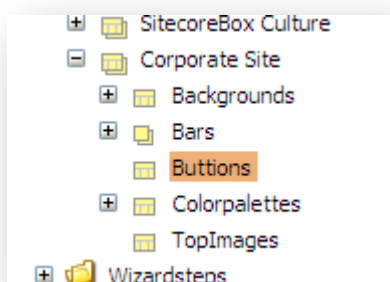 SitecoreBox Culture
Corporate Site
Backgrounds
Bars
Buttions
Colorpalettes
TopImages
Wizardsteps